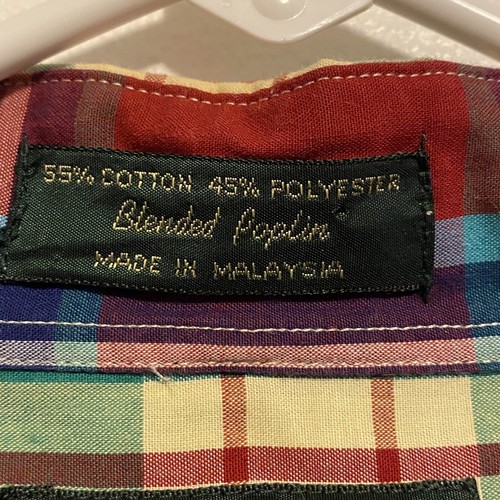 55% COTTON 45% POLYESTER
Blended Poplin
MADE IN MALAYSIA